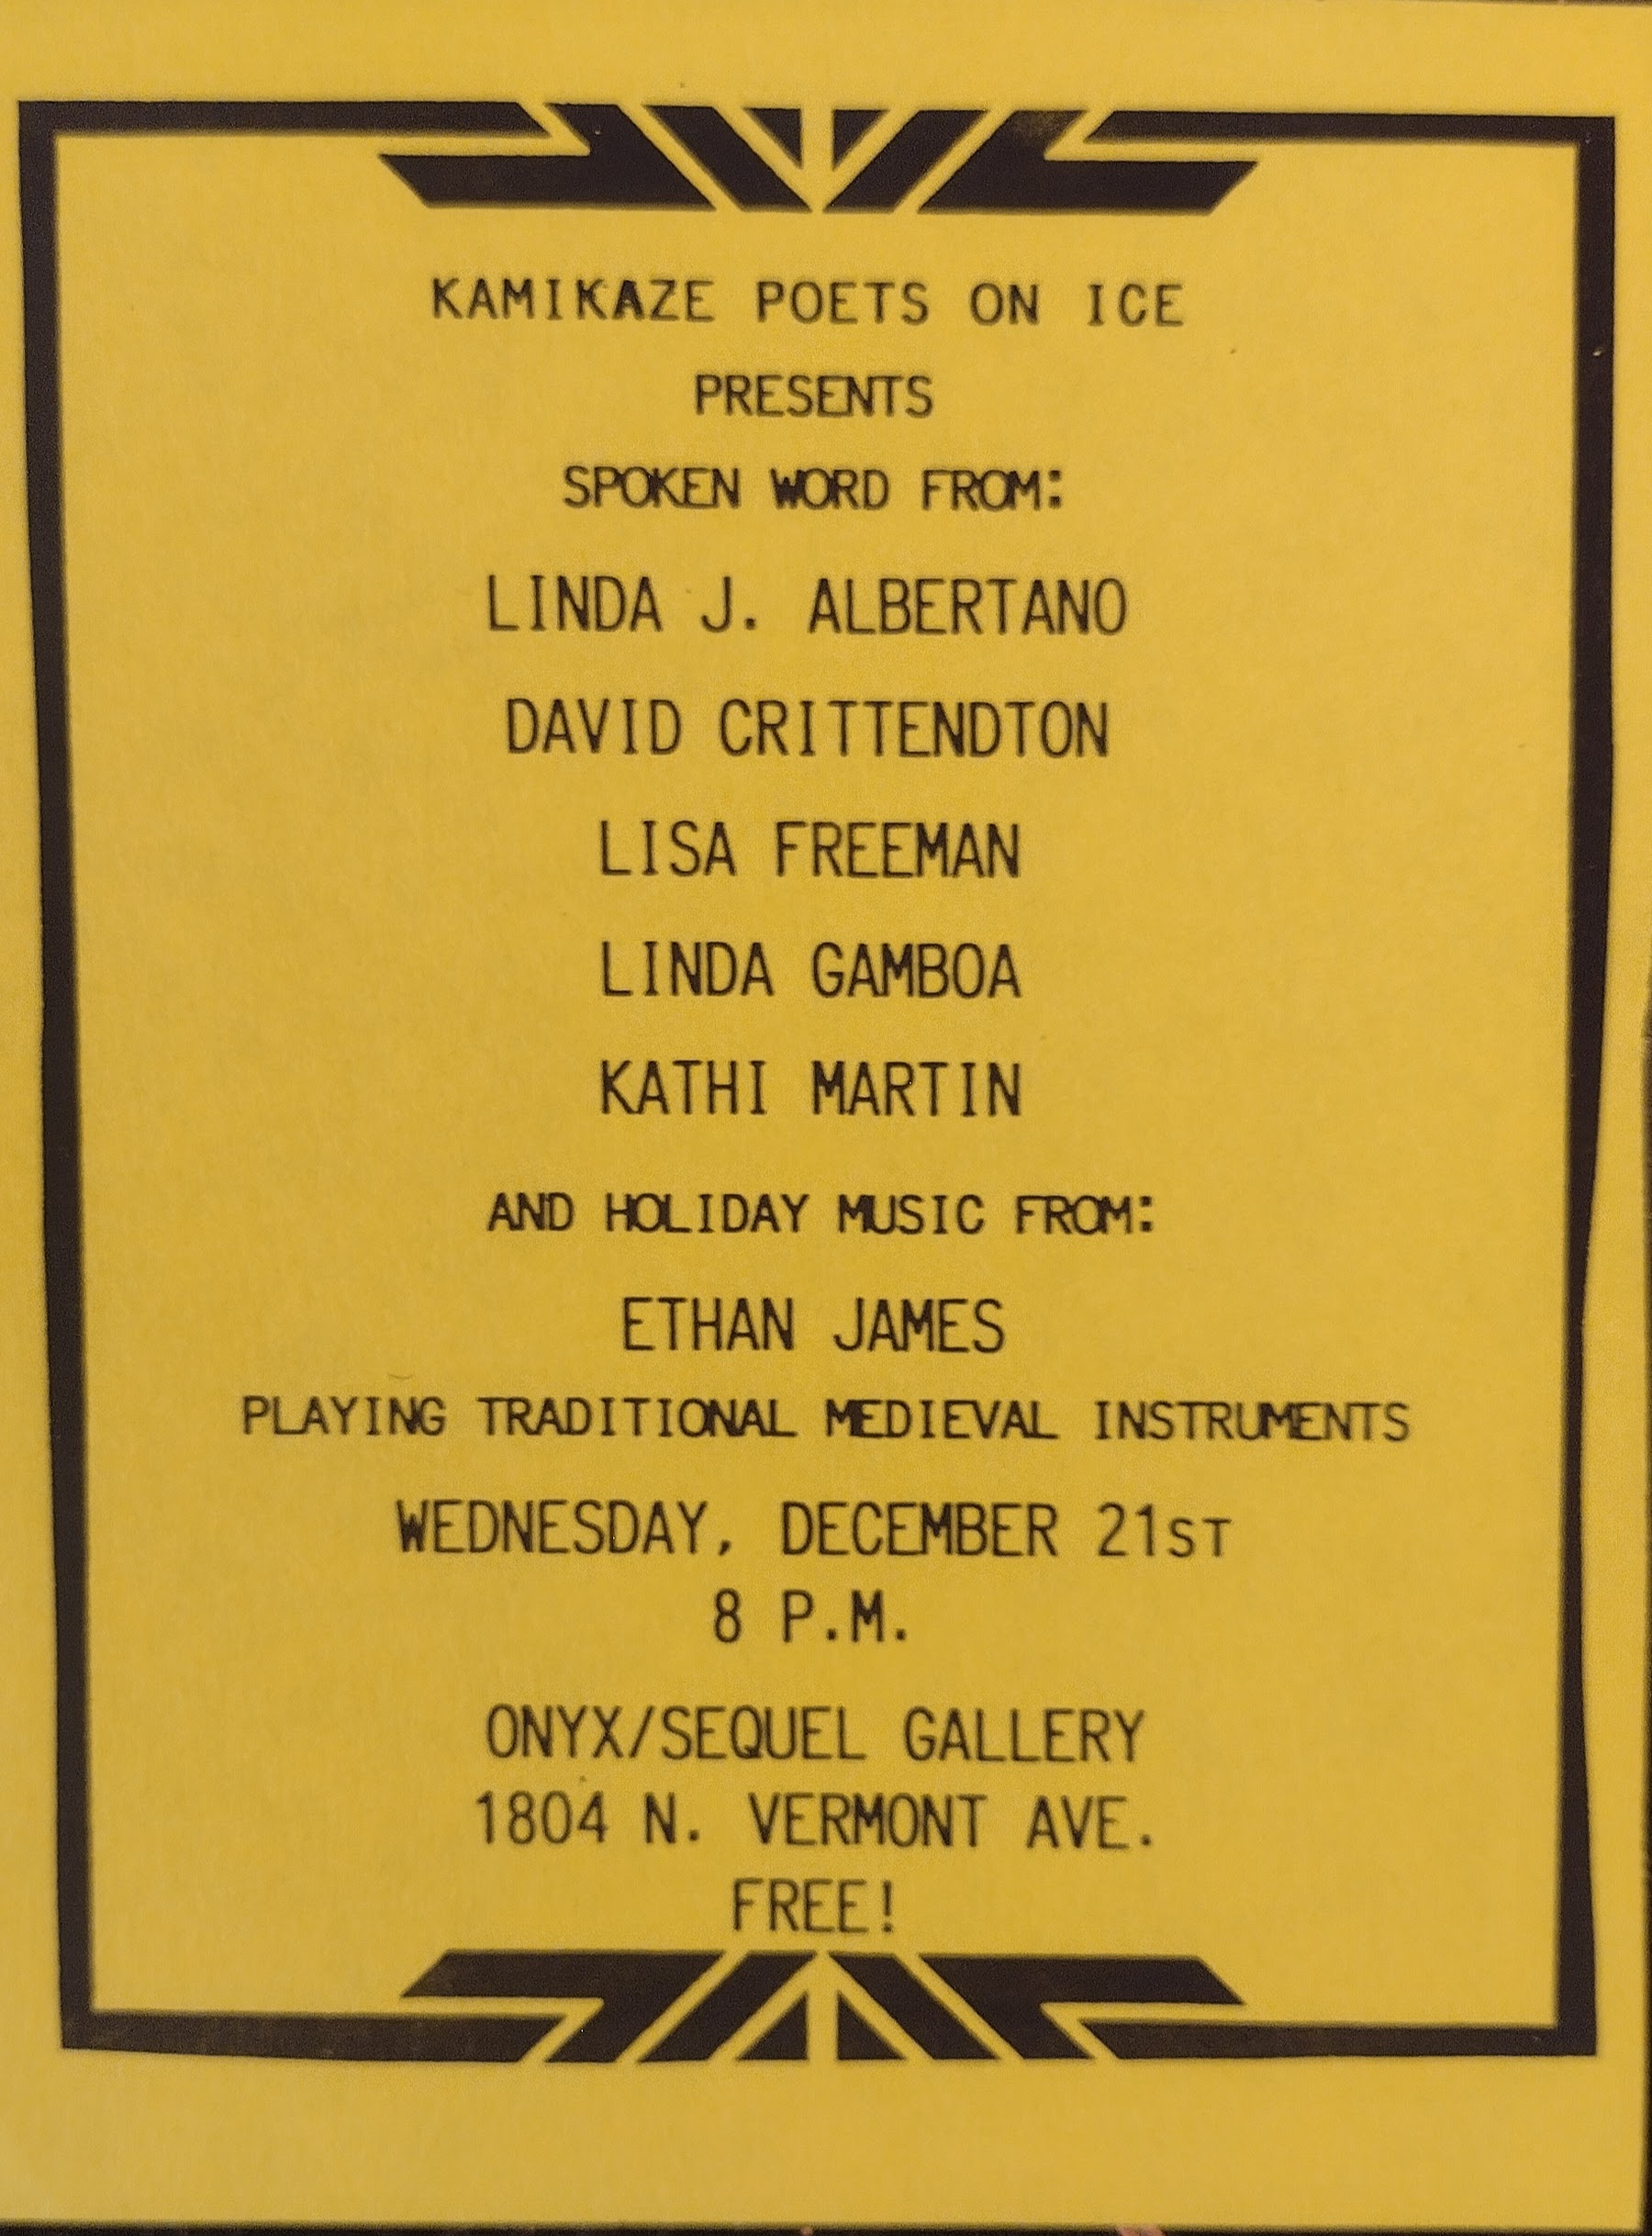 KAMIKAZE POETS ON ICE
PRESENTS
SPOKEN WORD FROM:
LINDA J. ALBERTANO
DAVID CRITTENDTON
LISA FREEMAN
LINDA GAMBOA
KATHI MARTIN
AND HOLIDAY MUSIC FROM:
ETHAN JAMES
PLAYING TRADITIONAL MEDIEVAL INSTRUMENTS
WEDNESDAY, DECEMBER 21ST
8 P.M.
ONYX/SEQUEL GALLERY
1804 N. VERMONT AVE.
FREE!